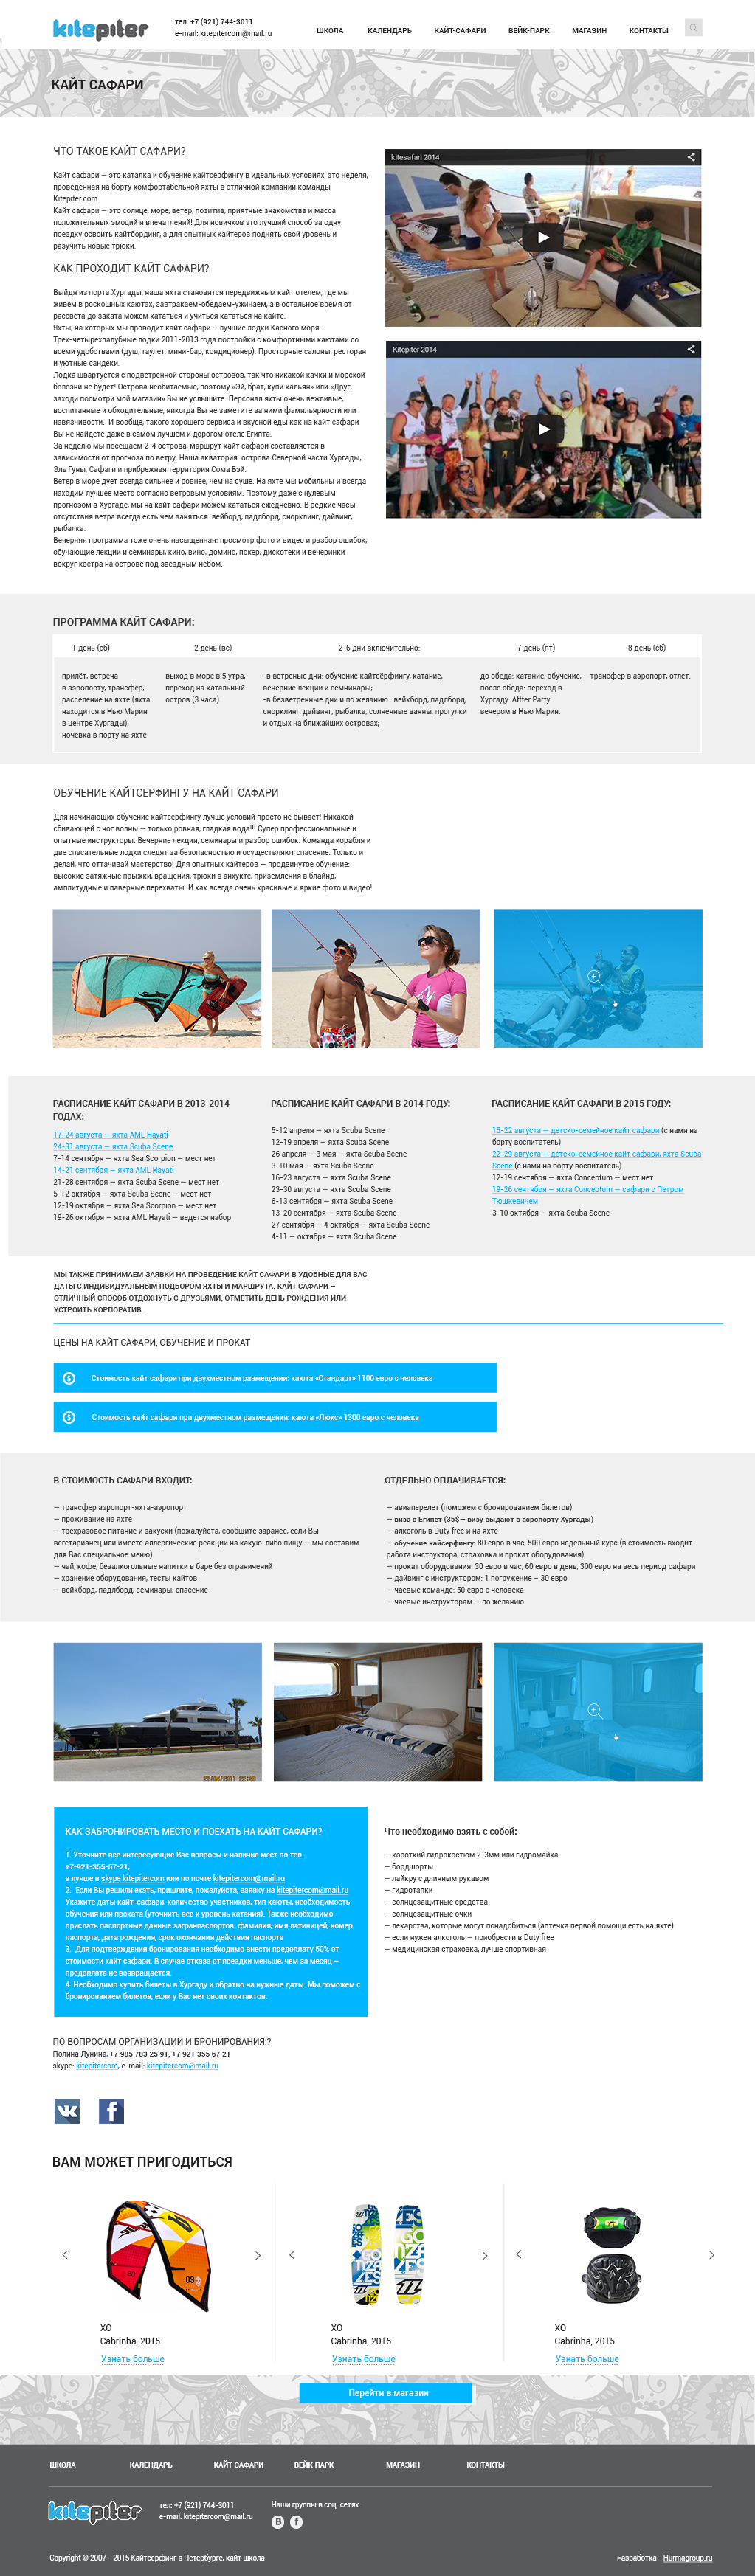 kitepiter
тел: +7 (921) 744-3011
e-mail: kitepitercom@mail.ru
ШКОЛА КАЛЕНДАРЬ КАЙТ-САФАРИ ВЕЙК-ПАРК МАГАЗИН КОНТАКТЫ
КАЙТ САФАРИ
ЧТО ТАКОЕ КАЙТ САФАРИ?
Кайт сафари — это каталка и обучение кайтсерфингу в идеальных условиях, это неделя,
проведенная на борту комфортабельной яхты в отличной компании команды
Kitepiter.com
Кайт сафари — это солнце, море, ветер, позитив, приятные знакомства и масса
положительных эмоций и впечатлений! Для новичков это лучший способ за одну
поездку освоить кайтбординг, а для опытных кайтеров поднять свой уровень и
разучить новые трюки.
КАК ПРОХОДИТ КАЙТ САФАРИ?
Выйдя из порта Хургады, наша яхта становится передвижным кайт отелем, где мы
живем в роскошных каютах, завтракаем-обедаем-ужинаем, а в остальное время от
рассвета до заката можем кататься и учиться кататься на кайте.
Яхты, на которых мы проводит кайт сафари – лучшие лодки Касного моря.
Трех-четырехпалубные лодки 2011-2013 года постройки с комфортными каютами со
всеми удобствами (душ, таулет, мини-бар, кондиционер). Просторные салоны, ресторан
и уютные сандеки.
Лодка швартуется с подветренной стороны островов, так что никакой качки и морской
болезни не будет! Острова необитаемые, поэтому «Эй, брат, купи кальян» или «Друг,
заходи посмотри мой магазин» Вы не услышите. Персонал яхты очень вежливые,
воспитанные и обходительные, никогда Вы не заметите за ними фамильярности или
навязчивости. И вообще, такого хорошего сервиса и вкусной еды как на кайт сафари
Вы не найдете даже в самом лучшем и дорогом отеле Египта.
За неделю мы посещаем 2-4 острова, маршрут кайт сафари составляется в
зависимости от прогноза по ветру. Наша акватория: острова Северной части Хургады,
Эль Гуны, Сафаги и прибрежная территория Сома Бэй.
Ветер в море дует всегда сильнее и ровнее, чем на суше. На яхте мы мобильны и всегда
находим лучшее место согласно ветровым условиям. Поэтому даже с нулевым
прогнозом в Хургаде, мы на кайт сафари можем кататься ежедневно. В редкие часы
отсутствия ветра всегда есть чем заняться: вейборд, падлборд, снорклинг, дайвинг,
рыбалка.
Вечерняя программа тоже очень насыщенная: просмотр фото и видео и разбор ошибок,
обучающие лекции и семинары, кино, вино, домино, покер, дискотеки и вечеринки
вокруг костра на острове под звездным небом.
kitesafari 2014
Kitepiter 2014
ПРОГРАММА КАЙТ САФАРИ:
1 день (сб) 2 день (вс) 2-6 дни включительно: 7 день (пт) 8 день (сб)
прилёт, встреча
в аэропорту, трансфер,
расселение на яхте (яхта
находится в Нью Марин
в центре Хургады),
ночевка в порту на яхте
выход в море в 5 утра,
переход на катальный
остров (3 часа)
-в ветреные дни: обучение кайтсёрфингу, катание,
вечерние лекции и семнинары;
-в безветренные дни и по желанию: вейкборд, падлборд,
снорклинг, дайвинг, рыбалка, солнечные ванны, прогулки
и отдых на ближайших островах;
до обеда: катание, обучение,
после обеда: переход в
Хургаду. Affter Party
вечером в Нью Марин.
трансфер в аэропорт, отлет.
ОБУЧЕНИЕ КАЙТСЕРФИНГУ НА КАЙТ САФАРИ
Для начинающих обучение кайтсерфингу лучше условий просто не бывает! Никакой
сбивающей с ног волны — только ровная, гладкая вода!!! Супер профессиональные и
опытные инструкторы. Вечерние лекции, семинары и разбор ошибок. Команда корабля и
две спасательные лодки следят за безопасностью и осуществляют спасение. Только и
делай, что оттачивай мастерство! Для опытных кайтеров — продвинутое обучение:
высокие затяжные прыжки, вращения, трюки в анхукте, приземления в блайнд,
амплитудные и паверные перехваты. И как всегда очень красивые и яркие фото и видео!
РАСПИСАНИЕ КАЙТ САФАРИ В 2013-2014
ГОДАХ:
17-24 августа — яхта AML Hayati
24-31 августа — яхта Scuba Scene
7-14 сентября — яхта Sea Scorpion — мест нет
14-21 сентября — яхта AML Hayati
21-28 сентября — яхта Scuba Scene — мест нет
5-12 октября — яхта Scuba Scene — мест нет
12-19 октября — яхта Sea Scorpion — мест нет
19-26 октября — яхта AML Hayati — ведется набор
РАСПИСАНИЕ КАЙТ САФАРИ В 2014 ГОДУ:
5-12 апреля — яхта Scuba Scene
12-19 апреля — яхта Scuba Scene
26 апреля — 3 мая — яхта Scuba Scene
3-10 мая — яхта Scuba Scene
16-23 августа — яхта Scuba Scene
23-30 августа — яхта Scuba Scene
6-13 сентября — яхта Scuba Scene
13-20 сентября — яхта Scuba Scene
27 сентября — 4 октября — яхта Scuba Scene
4-11 — октября — яхта Scuba Scene
РАСПИСАНИЕ КАЙТ САФАРИ В 2015 ГОДУ:
15-22 августа — детско-семейное кайт сафари (с нами на
борту воспитатель)
22-29 августа — детско-семейное кайт сафари, яхта Scuba
Scene (с нами на борту воспитатель)
12-19 сентября — яхта Conceptum — мест нет
19-26 сентября — яхта Conceptum — сафари с Петром
Тюшкевичем
3-10 октября — яхта Scuba Scene
МЫ ТАКЖЕ ПРИНИМАЕМ ЗАЯВКИ НА ПРОВЕДЕНИЕ КАЙТ САФАРИ В УДОБНЫЕ ДЛЯ ВАС
ДАТЫ С ИНДИВИДУАЛЬНЫМ ПОДБОРОМ ЯХТЫ И МАРШРУТА. КАЙТ САФАРИ –
ОТЛИЧНЫЙ СПОСОБ ОТДОХНУТЬ С ДРУЗЬЯМИ, ОТМЕТИТЬ ДЕНЬ РОЖДЕНИЯ ИЛИ
УСТРОИТЬ КОРПОРАТИВ.
ЦЕНЫ НА КАЙТ САФАРИ, ОБУЧЕНИЕ И ПРОКАТ
Стоимость кайт сафари при двухместном размещении: каюта «Стандарт» 1100 евро с человека
Стоимость кайт сафари при двухместном размещении: каюта «Люкс» 1300 евро с человека
В СТОИМОСТЬ САФАРИ ВХОДИТ:
— трансфер аэропорт-яхта-аэропорт
— проживание на яхте
— трехразовое питание и закуски (пожалуйста, сообщите заранее, если Вы
вегетарианец или имеете аллергические реакции на какую-либо пищу — мы составим
для Вас специальное меню)
— чай, кофе, безалкогольные напитки в баре без ограничений
— хранение оборудования, тесты кайтов
— вейкборд, падлборд, семинары, спасение
ОТДЕЛЬНО ОПЛАЧИВАЕТСЯ:
— авиаперелет (поможем с бронированием билетов)
— виза в Египет (35$— визу выдают в аэропорту Хургады)
— алкоголь в Duty free и на яхте
— обучение кайсерфингу: 80 евро в час, 500 евро недельный курс (в стоимость входит
работа инструктора, страховка и прокат оборудования)
— прокат оборудования: 30 евро в час, 60 евро в день, 300 евро на весь период сафари
— дайвинг с инструктором: 1 погружение – 30 евро
— чаевые команде: 50 евро с человека
— чаевые инструкторам — по желанию
22/04/2011 22:43
КАК ЗАБРОНИРОВАТЬ МЕСТО И ПОЕХАТЬ НА КАЙТ САФАРИ?
1. Уточните все интересующие Вас вопросы и наличие мест по тел.
+7-921-355-67-21,
а лучше в skype kitepitercom или по почте kitepitercom@mail.ru
2. Если Вы решили ехать, пришлите, пожалуйста, заявку на kitepitercom@mail.ru
Укажите даты кайт-сафари, количество участников, тип каюты, необходимость
обучения или проката (уточнить вес и уровень катания). Также необходимо
прислать паспортные данные загранпаспортов: фамилия, имя латиницей, номер
паспорта, дата рождения, срок окончания действия паспорта
3. Для подтверждения бронирования необходимо внести предоплату 50% от
стоимости кайт сафари. В случае отказа от поездки меньше, чем за месяц –
предоплата не возвращается.
4. Необходимо купить билеты в Хургаду и обратно на нужные даты. Мы поможем с
бронированием билетов, если у Вас нет своих контактов.
Что необходимо взять с собой:
— короткий гидрокостюм 2-3мм или гидромайка
— бордшорты
— лайкру с длинным рукавом
— гидротапки
— солнцезащитные средства
— солнцезащитные очки
— лекарства, которые могут понадобиться (аптечка первой помощи есть на яхте)
— если нужен алкоголь — приобрести в Duty free
— медицинская страховка, лучше спортивная
ПО ВОПРОСАМ ОРГАНИЗАЦИИ И БРОНИРОВАНИЯ:?
Полина Лунина, +7 985 783 25 91, +7 921 355 67 21
skype: kitepitercom, e-mail: kitepitercom@mail.ru
ВАМ МОЖЕТ ПРИГОДИТЬСЯ
XO
Cabrinha, 2015
Узнать больше
XO
Cabrinha, 2015
Узнать больше
XO
Cabrinha, 2015
Узнать больше
Перейти в магазин
ШКОЛА КАЛЕНДАРЬ КАЙТ-САФАРИ ВЕЙК-ПАРК МАГАЗИН КОНТАКТЫ
kitepiter
тел: +7 (921) 744-3011
e-mail: kitepitercom@mail.ru
Наши группы в соц. сетях:
Copyright © 2007 - 2015 Кайтсерфинг в Петербурге, кайт школа
Разработка - Hurmagroup.ru